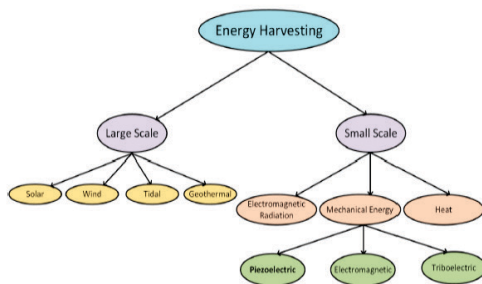 Energy Harvesting
Large Scale
Small Scale
Solar
Wind
Tidal
Geothermal
Electromagnetic
Radiation
Mechanical Energy
Heat
Piezoelectric
Electromagnetic
Triboelectric